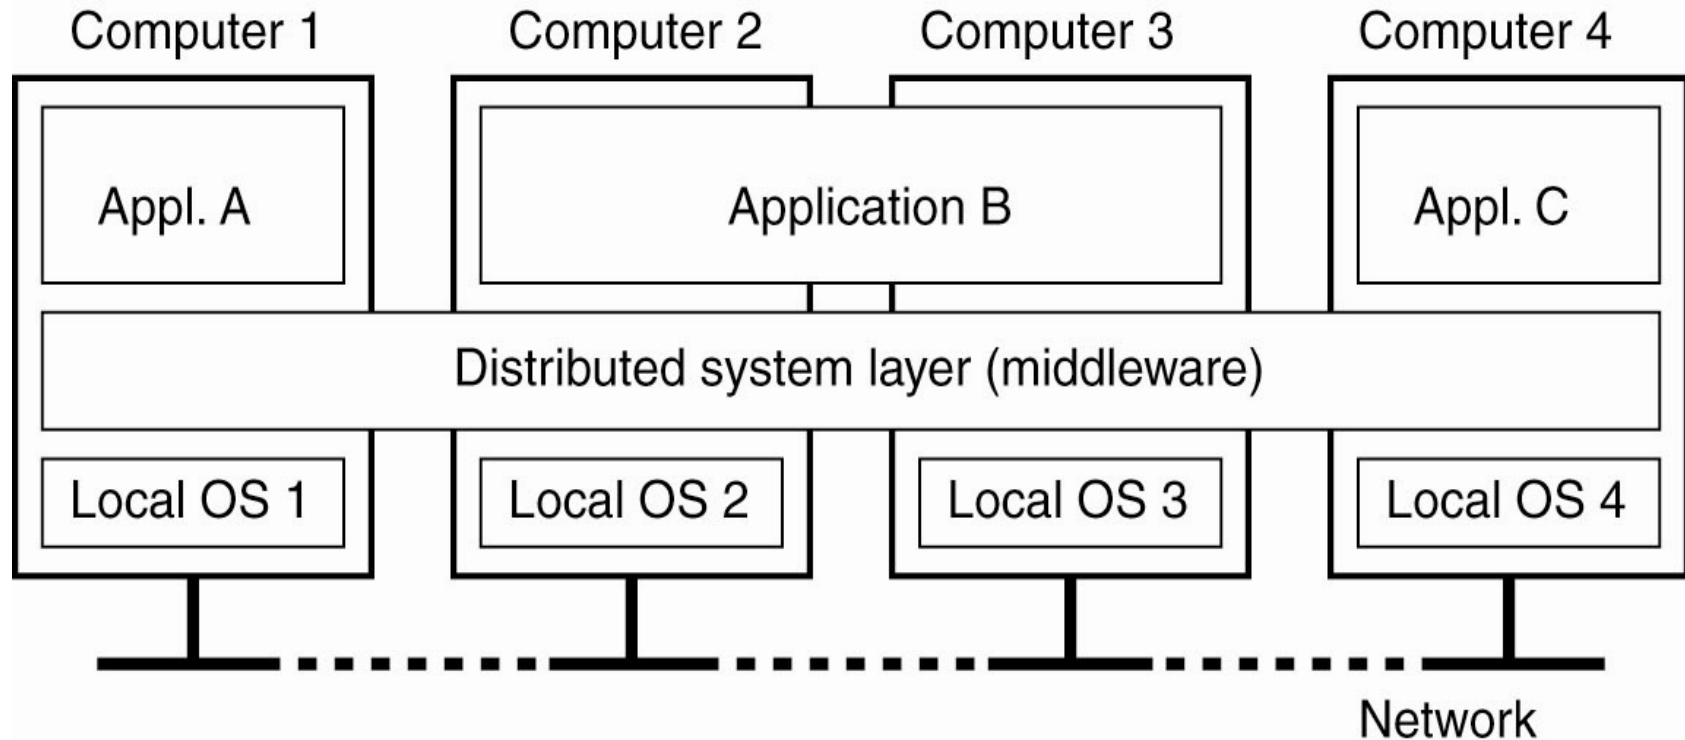 Computer 1
Computer 2
Computer 3
Computer 4
Appl. A
Application B
Appl. C
Distributed system layer (middleware)
Local OS 1
Local OS 2
Local OS 3
Local OS 4
Network